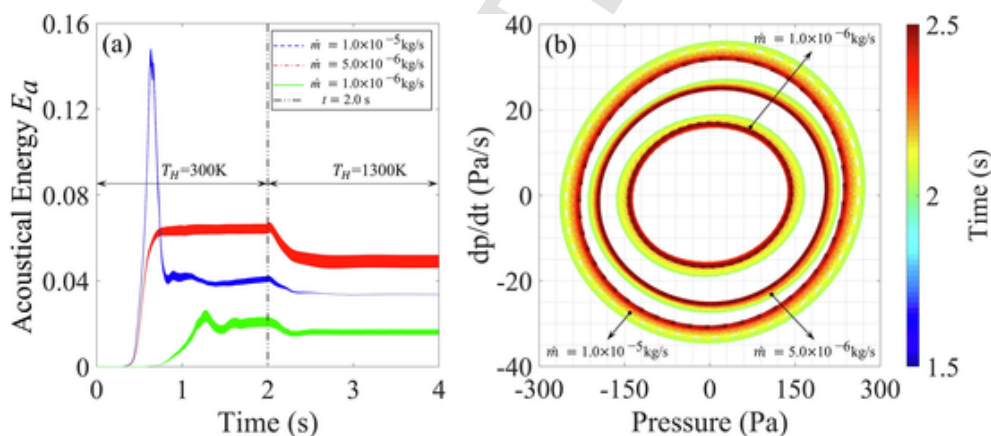 (a)
ṁ = 1.0×10⁻⁵kg/s
ṁ = 5.0×10⁻⁶kg/s
ṁ = 1.0×10⁻⁶kg/s
t = 2.0 s
T_H=300K
T_H=1300K
0.16
0.12
0.08
0.04
0
Acoustical Energy E_a
0 1 2 3 4
Time (s)
(b)
ṁ = 1.0×10⁻⁶kg/s
ṁ = 1.0×10⁻⁵kg/s
ṁ = 5.0×10⁻⁶kg/s
40
20
0
-20
-40
dp/dt (Pa/s)
-300 -150 0 150 300
Pressure (Pa)
2.5
2
1.5
Time (s)